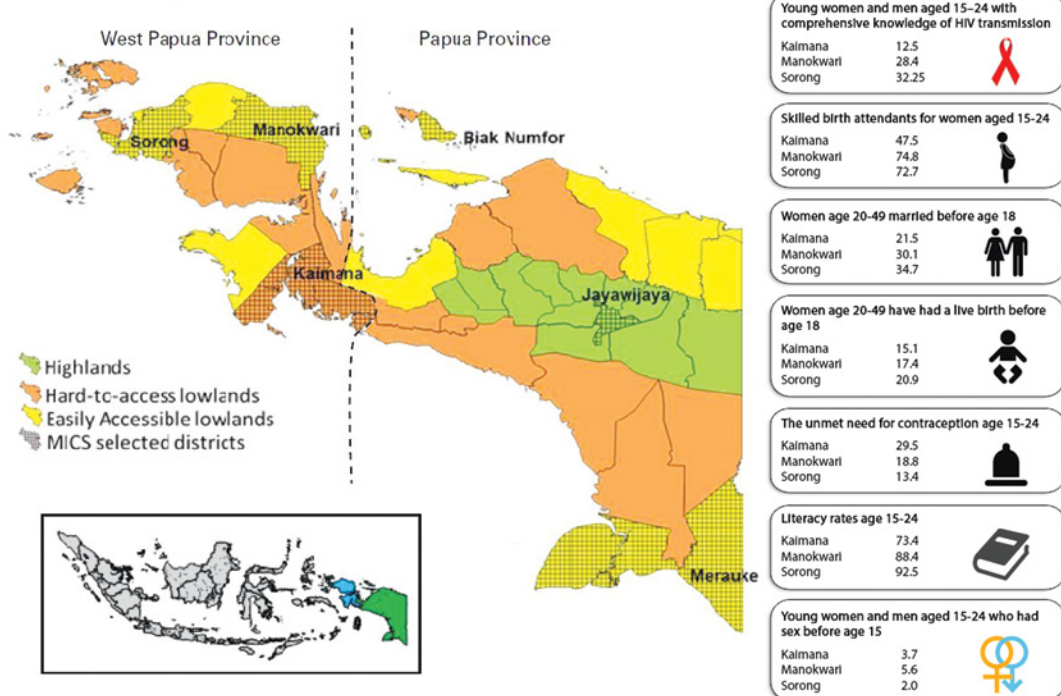 West Papua Province
Papua Province
Sorong
Manokwari
Biak Numfor
Kaimana
Jayawijaya
Merauke
Highlands
Hard-to-access lowlands
Easily Accessible lowlands
MICS selected districts
Young women and men aged 15–24 with
comprehensive knowledge of HIV transmission
Kaimana 12.5
Manokwari 28.4
Sorong 32.25
Skilled birth attendants for women aged 15-24
Kaimana 47.5
Manokwari 74.8
Sorong 72.7
Women age 20-49 married before age 18
Kaimana 21.5
Manokwari 30.1
Sorong 34.7
Women age 20-49 have had a live birth before
age 18
Kaimana 15.1
Manokwari 17.4
Sorong 20.9
The unmet need for contraception age 15-24
Kaimana 29.5
Manokwari 18.8
Sorong 13.4
Literacy rates age 15-24
Kaimana 73.4
Manokwari 88.4
Sorong 92.5
Young women and men aged 15-24 who had
sex before age 15
Kaimana 3.7
Manokwari 5.6
Sorong 2.0